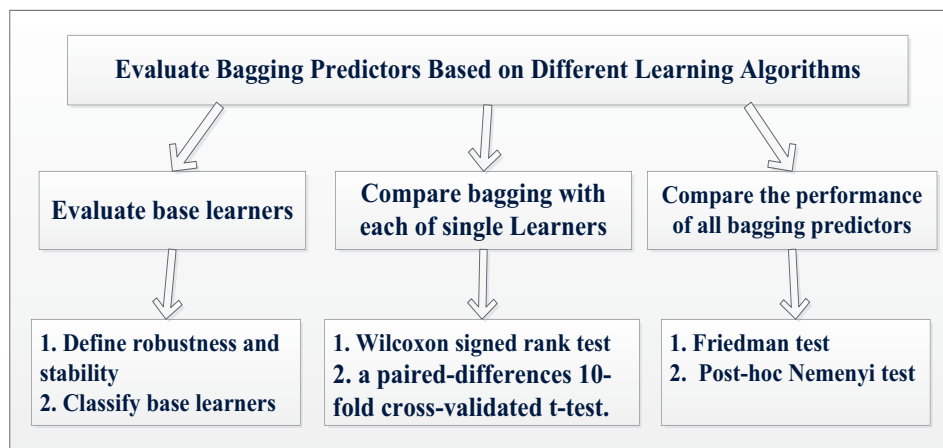 Evaluate Bagging Predictors Based on Different Learning Algorithms
Evaluate base learners
Compare bagging with
each of single Learners
Compare the performance
of all bagging predictors
1. Define robustness and
stability
2. Classify base learners
1. Wilcoxon signed rank test
2. a paired-differences 10-
fold cross-validated t-test.
1. Friedman test
2. Post-hoc Nemenyi test